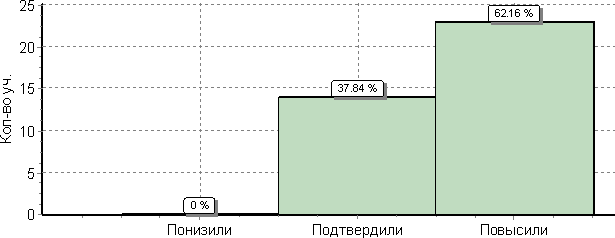 Кол-во уч.
25
20
15
10
5
0
0 %
37.84 %
62.16 %
Понизили
Подтвердили
Повысили